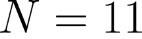 N = 11